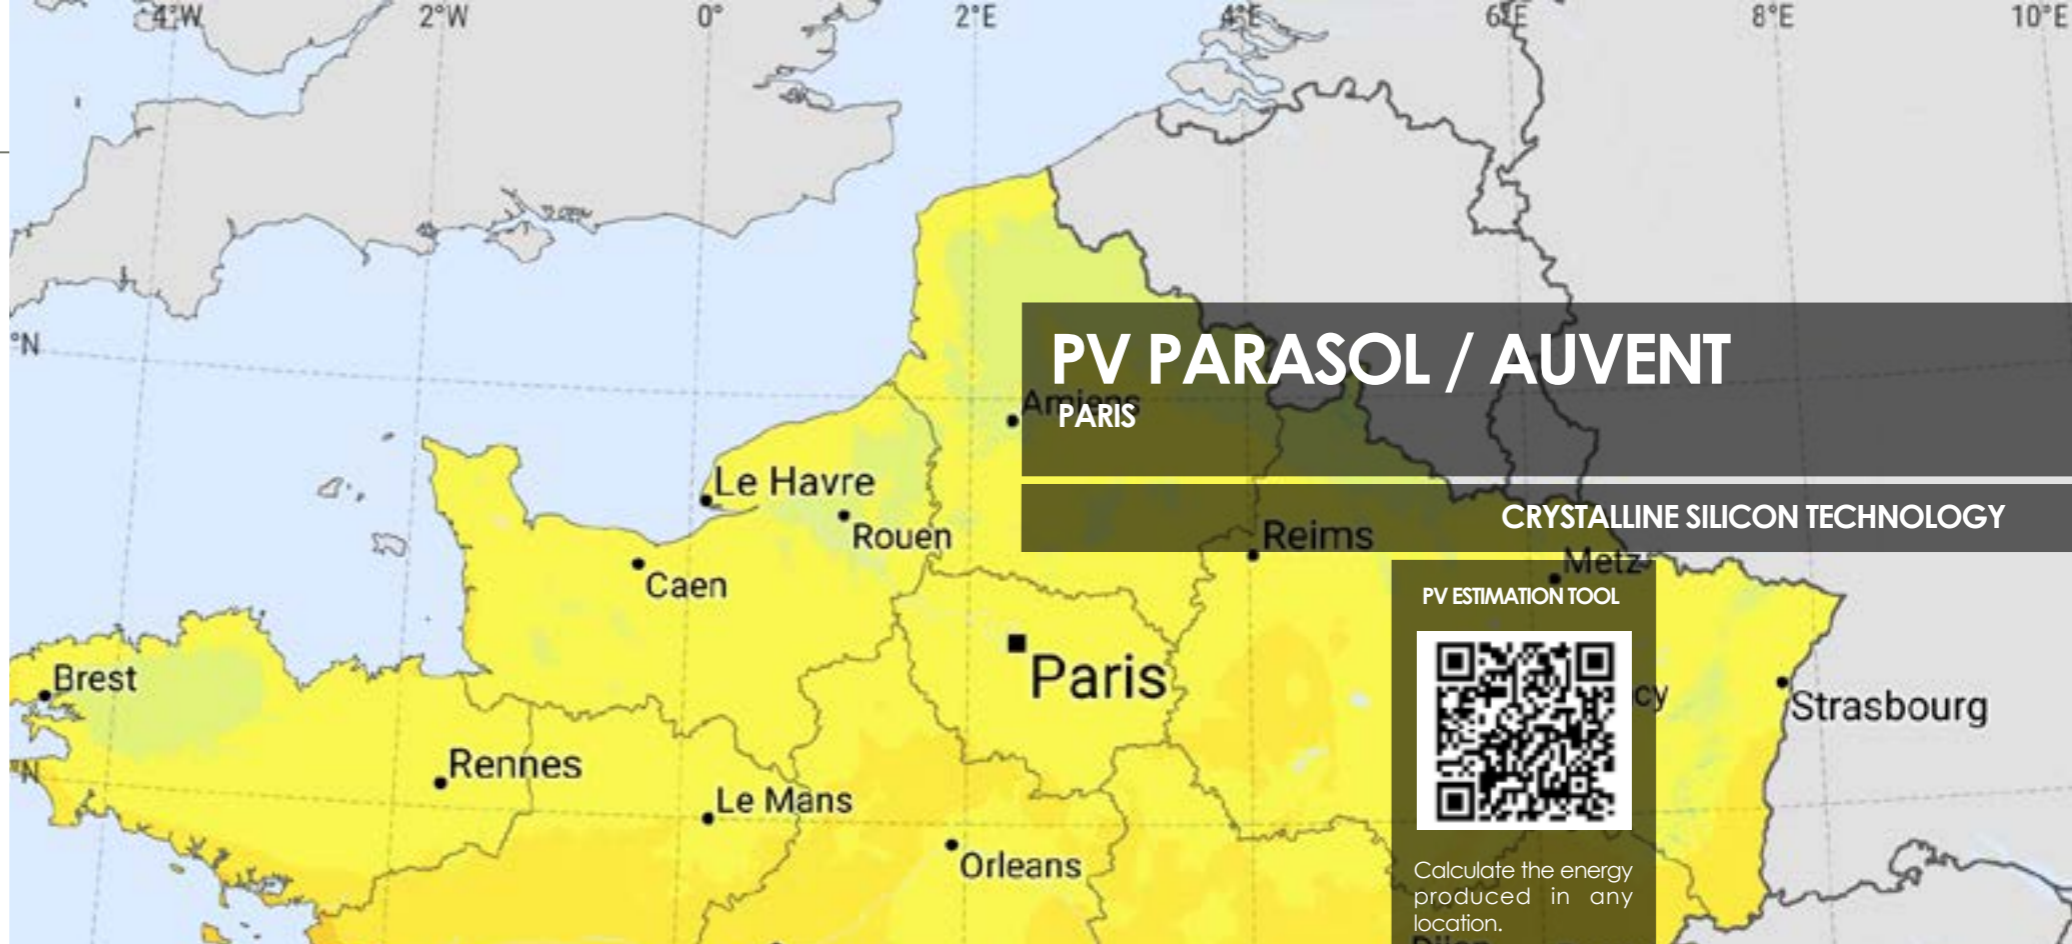 4°W
2°W
0°
2°E
4°E
6°E
8°E
10°E
°N
PV PARASOL / AUVENT
Amiens
PARIS
Le Havre
CRYSTALLINE SILICON TECHNOLOGY
Rouen
Reims
Metz
Caen
PV ESTIMATION TOOL
Paris
Brest
cy
Strasbourg
Rennes
Le Mans
Orleans
Calculate the energy
produced in any
location.
Dijon